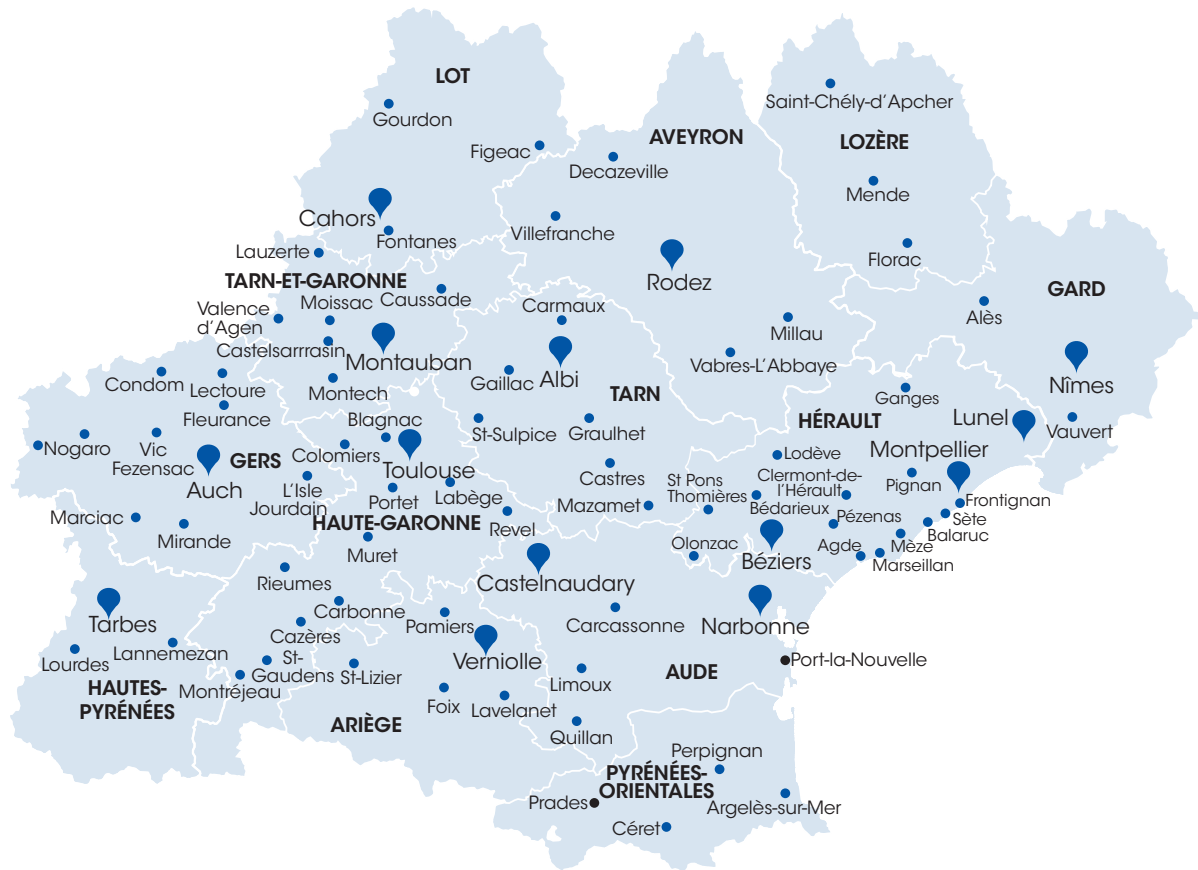 LOT
Gourdon
Figeac
Cahors
Fontanes
AVEYRON
Decazeville
Villefranche
Rodez
Millau
Vabres-L'Abbaye
LOZÈRE
Saint-Chély-d'Apcher
Mende
Florac
GARD
Alès
Nîmes
Vauvert
Lauzerte
TARN-ET-GARONNE
Moissac
Caussade
Valence
d'Agen
Castelsarrrasin
Montauban
Montech
Carmaux
Gaillac
Albi
TARN
St-Sulpice
Graulhet
Castres
Mazamet
Condom
Lectoure
Fleurance
Nogaro
Vic
Fezensac
GERS
Auch
L'Isle
Jourdain
Marciac
Mirande
Blagnac
Colomiers
Toulouse
Portet
Labège
HAUTE-GARONNE
Revel
Muret
Rieumes
Carbonne
Cazères
St-
Gaudens
Montréjeau
Ganges
HÉRAULT
Lunel
Lodève
Montpellier
Clermont-de-
l'Hérault
Pignan
St Pons
Thomières
Bédarieux
Pézenas
Frontignan
Sète
Balaruc
Mèze
Marseillan
Agde
Béziers
Olonzac
Tarbes
Lourdes
Lannemezan
HAUTES-
PYRÉNÉES
Pamiers
Verniolle
St-Lizier
Foix
Lavelanet
ARIÈGE
Castelnaudary
Carcassonne
Narbonne
Port-la-Nouvelle
AUDE
Limoux
Quillan
Perpignan
PYRÉNÉES-
ORIENTALES
Prades
Argelès-sur-Mer
Céret